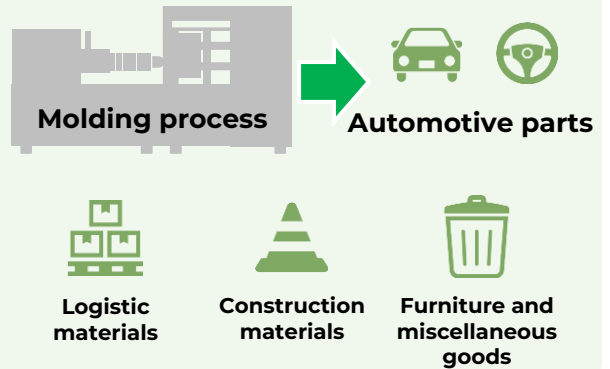 Molding process
Automotive parts
Logistic
materials
Construction
materials
Furniture and
miscellaneous
goods